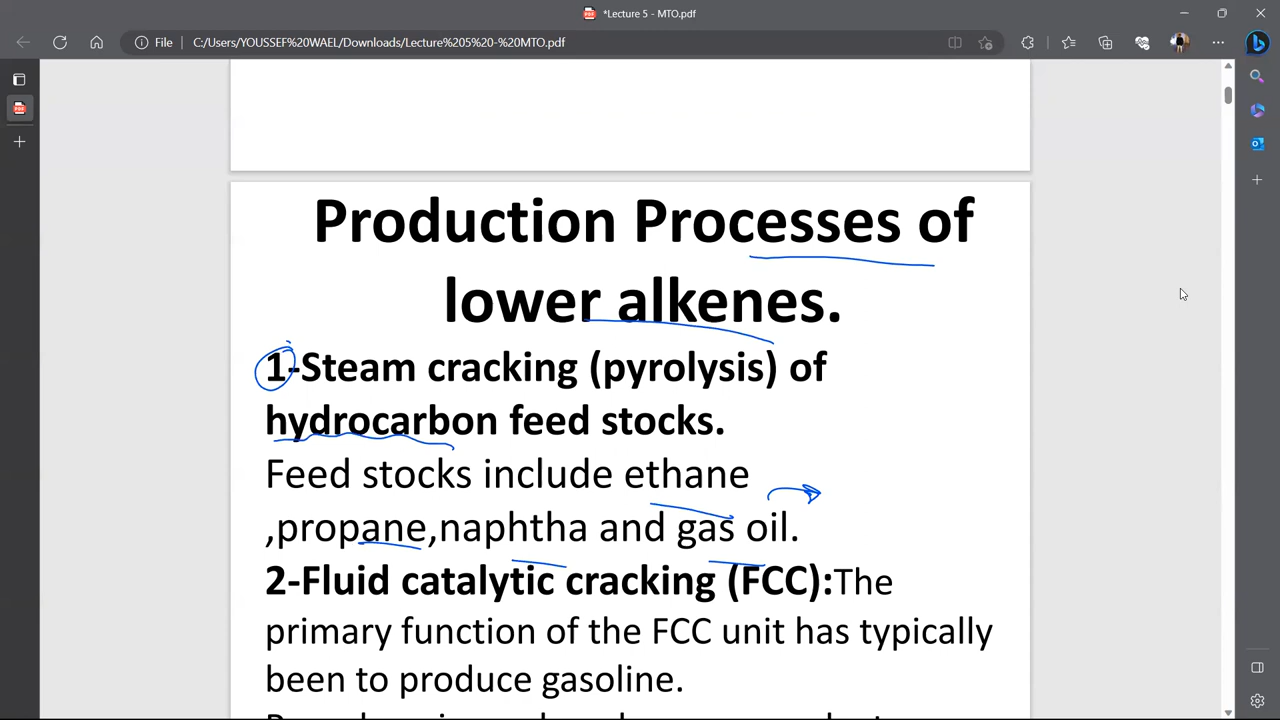 *Lecture 5 - MTO.pdf
File
C:/Users/YOUSSEF%20WAEL/Downloads/Lecture%205%20-%20MTO.pdf
Production Processes of
lower alkenes.
1-Steam cracking (pyrolysis) of
hydrocarbon feed stocks.
Feed stocks include ethane
,propane,naphtha and gas oil.
2-Fluid catalytic cracking (FCC):The
primary function of the FCC unit has typically
been to produce gasoline.